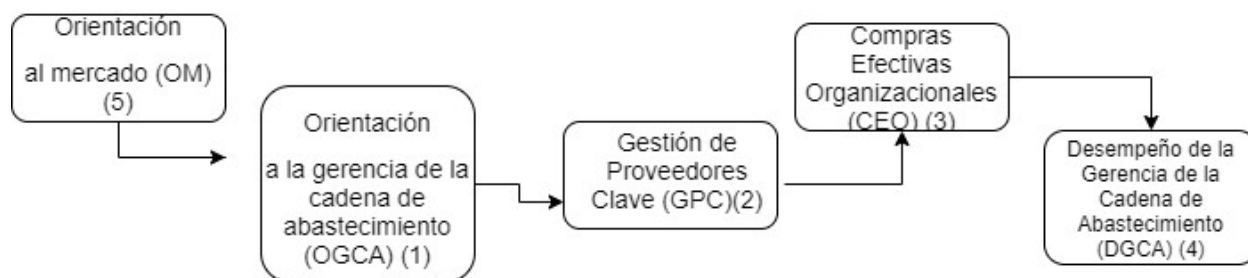 Orientación
al mercado (OM)
(5)
Orientación
a la gerencia de la
cadena de
abastecimiento
(OGCA) (1)
Gestión de
Proveedores
Clave (GPC)(2)
Compras
Efectivas
Organizacionales
(CEO) (3)
Desempeño de la
Gerencia de la
Cadena de
Abastecimiento
(DGCA) (4)